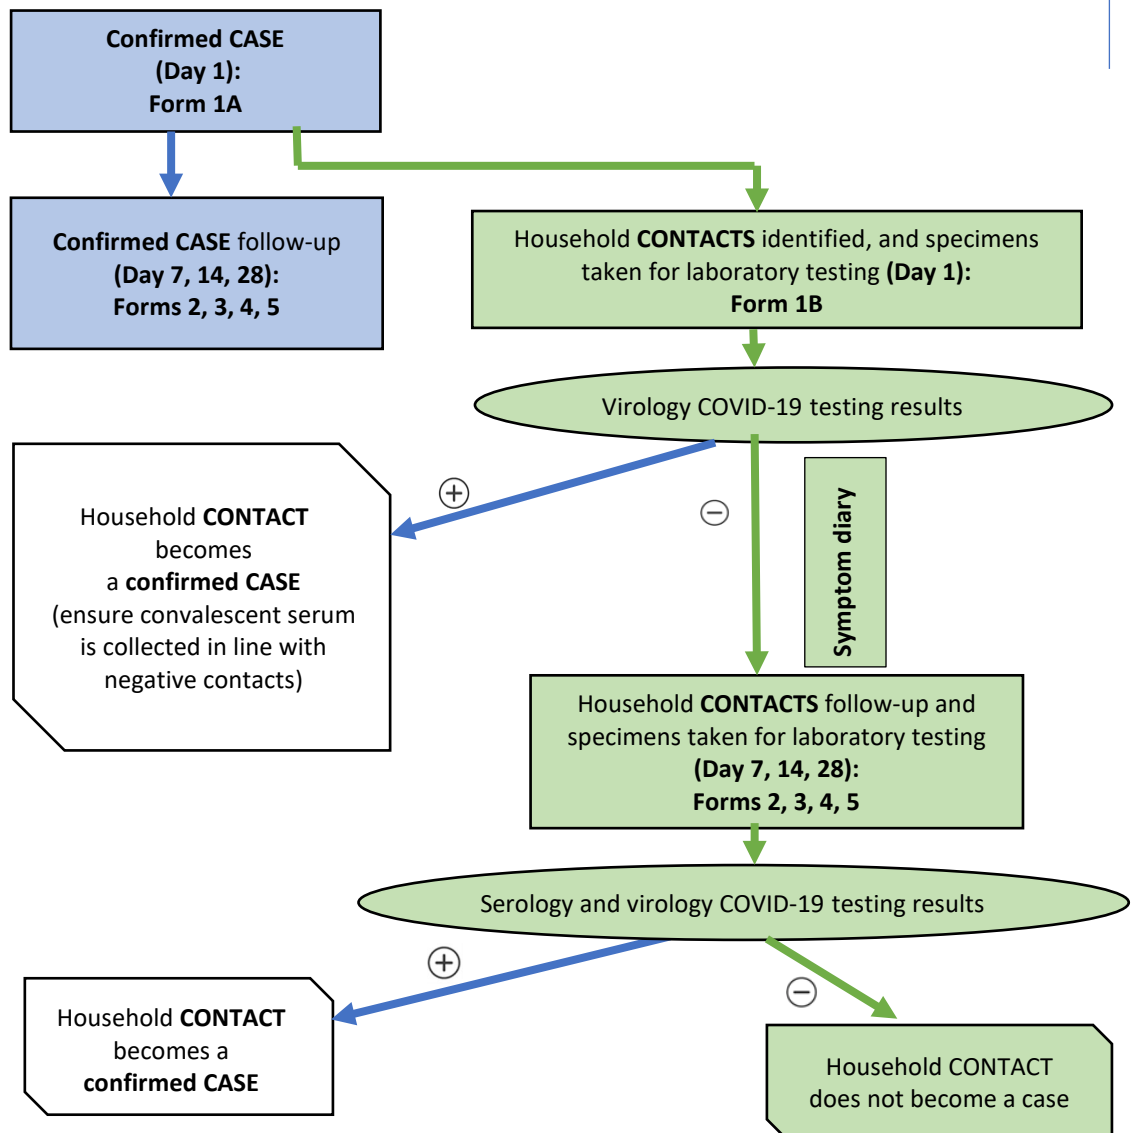 Confirmed CASE
(Day 1):
Form 1A
Confirmed CASE follow-up
(Day 7, 14, 28):
Forms 2, 3, 4, 5
Household CONTACTS identified, and specimens
taken for laboratory testing (Day 1):
Form 1B
Virology COVID-19 testing results
+
−
Symptom diary
Household CONTACT
becomes
a confirmed CASE
(ensure convalescent serum
is collected in line with
negative contacts)
Household CONTACTS follow-up and
specimens taken for laboratory testing
(Day 7, 14, 28):
Forms 2, 3, 4, 5
Serology and virology COVID-19 testing results
+
−
Household CONTACT
becomes a
confirmed CASE
Household CONTACT
does not become a case